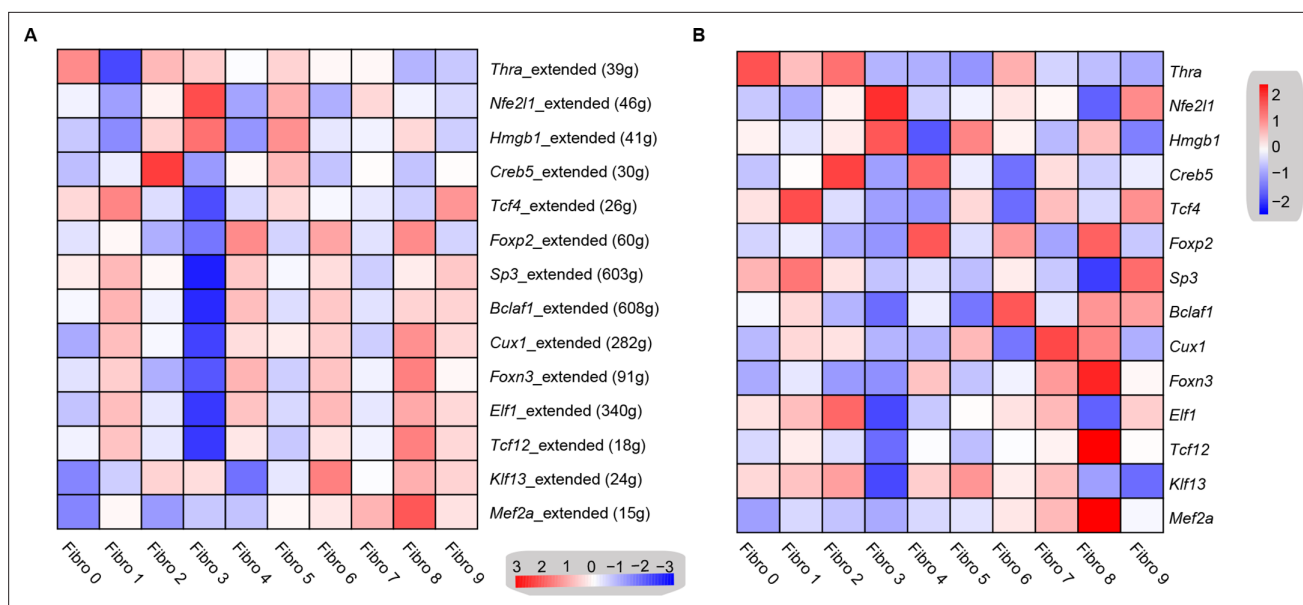 A
Thra_extended (39g)
Nfe2l1_extended (46g)
Hmgb1_extended (41g)
Creb5_extended (30g)
Tcf4_extended (26g)
Foxp2_extended (60g)
Sp3_extended (603g)
Bclaf1_extended (608g)
Cux1_extended (282g)
Foxn3_extended (91g)
Elf1_extended (340g)
Tcf12_extended (18g)
Klf13_extended (24g)
Mef2a_extended (15g)
Fibro 0 Fibro 1 Fibro 2 Fibro 3 Fibro 4 Fibro 5 Fibro 6 Fibro 7 Fibro 8 Fibro 9
3 2 1 0 −1 −2 −3
B
Thra
Nfe2l1
Hmgb1
Creb5
Tcf4
Foxp2
Sp3
Bclaf1
Cux1
Foxn3
Elf1
Tcf12
Klf13
Mef2a
Fibro 0 Fibro 1 Fibro 2 Fibro 3 Fibro 4 Fibro 5 Fibro 6 Fibro 7 Fibro 8 Fibro 9
2
1
0
−1
−2